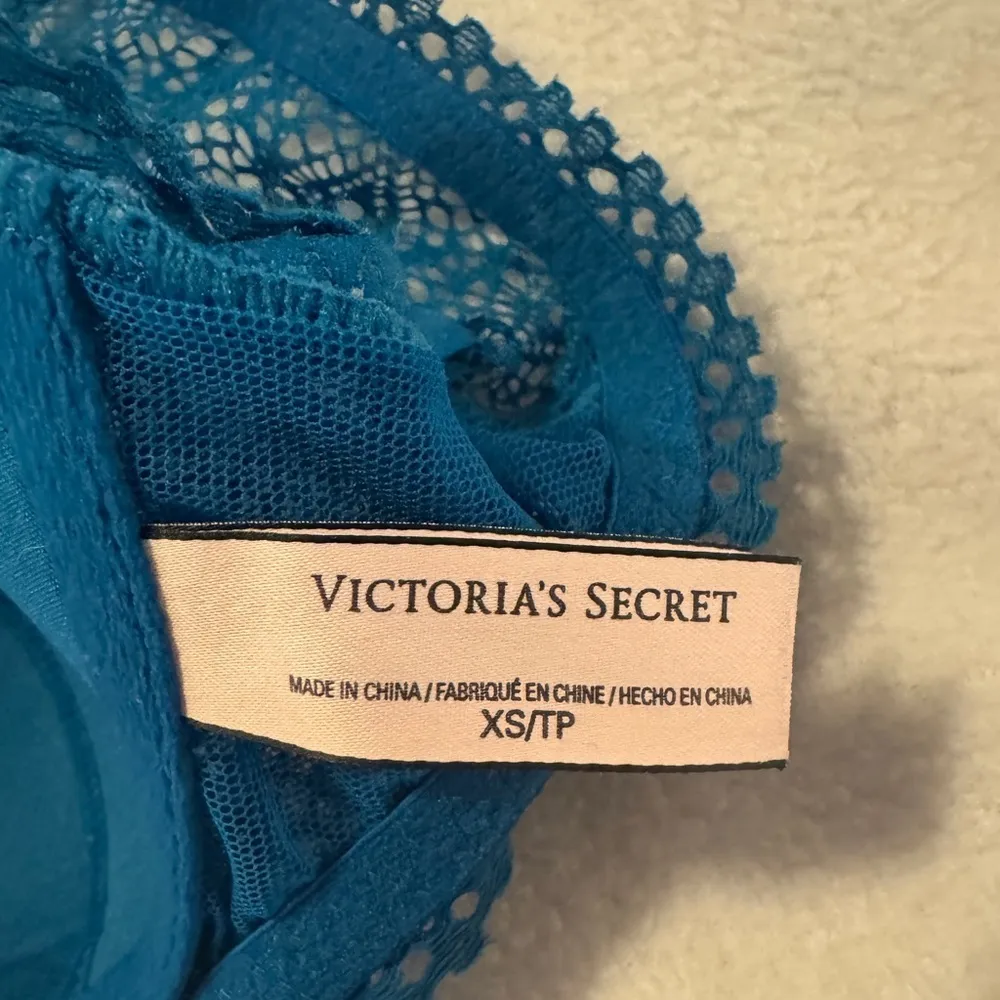 VICTORIA'S SECRET
MADE IN CHINA / FABRIQUÉ EN CHINE / HECHO EN CHINA
XS/TP